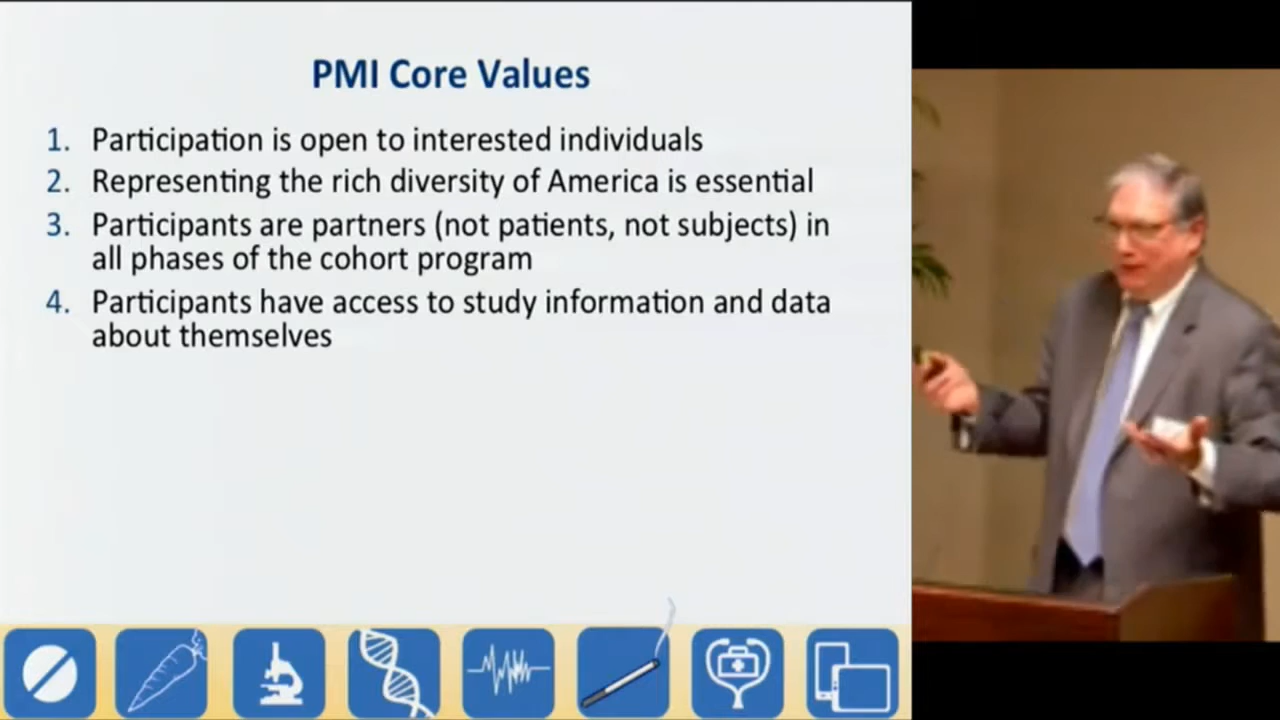 PMI Core Values
1. Participation is open to interested individuals
2. Representing the rich diversity of America is essential
3. Participants are partners (not patients, not subjects) in
all phases of the cohort program
4. Participants have access to study information and data
about themselves